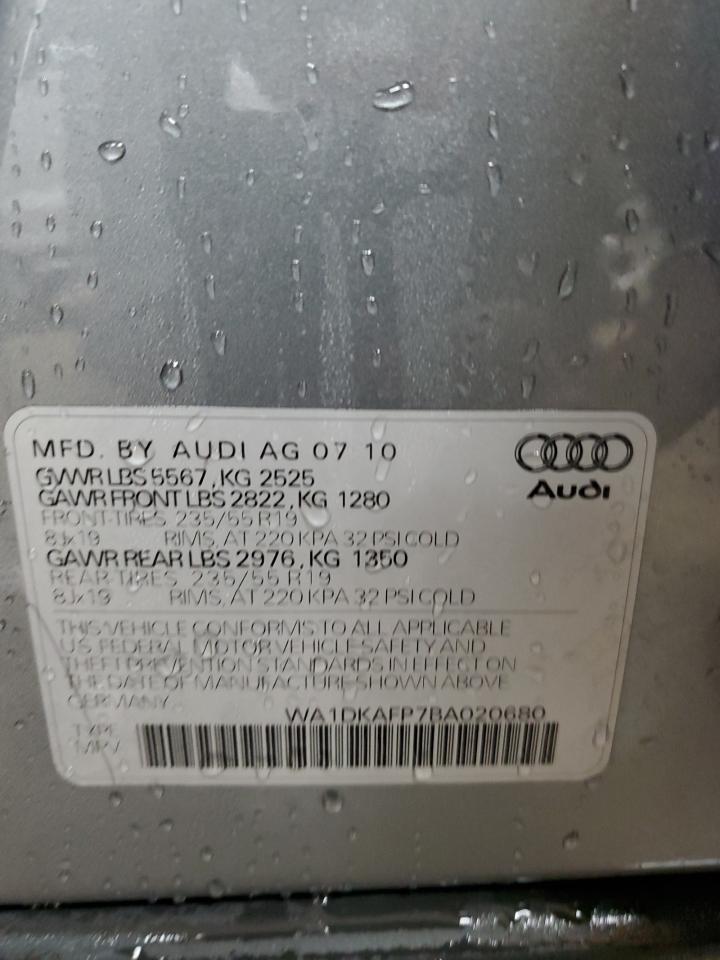 MFD. BY AUDI AG 07 10
GVWR LBS 5567, KG 2525
GAWR FRONT LBS 2822, KG 1280
FRONT-TIRES 235/55 R19
8Jx19 RIMS, AT 220 KPA 32 PSI COLD
GAWR REAR LBS 2976, KG 1350
REAR-TIRES 235/55 R19
8Jx19 RIMS, AT 220 KPA 32 PSI COLD
THIS VEHICLE CONFORMS TO ALL APPLICABLE
U.S. FEDERAL MOTOR VEHICLE SAFETY AND
THEFT PREVENTION STANDARDS IN EFFECT ON
THE DATE OF MANUFACTURE SHOWN ABOVE
GERMANY
WA1DKAFP7BA020680
TYPE
MPV
Audi